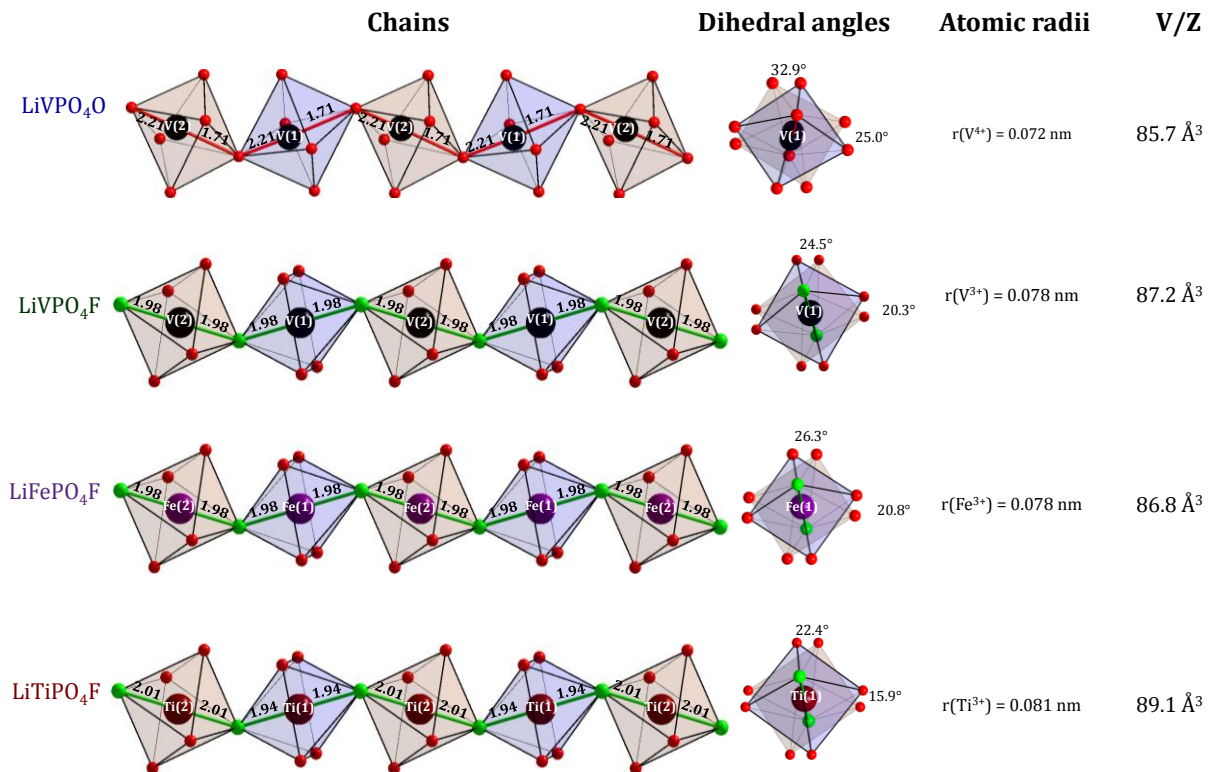 Chains Dihedral angles Atomic radii V/Z
32.9°
LiVPO₄O
2.21 V(2) 1.71 2.21 V(1) 1.71 2.21 V(2) 1.71 2.21 V(1) 1.71 2.21 V(2) 1.71
V(1) 25.0°
r(V⁴⁺) = 0.072 nm 85.7 Å³
24.5°
LiVPO₄F
1.98 V(2) 1.98 1.98 V(1) 1.98 1.98 V(2) 1.98 1.98 V(1) 1.98 1.98 V(2) 1.98
V(1) 20.3°
r(V³⁺) = 0.078 nm 87.2 Å³
26.3°
LiFePO₄F
1.98 Fe(2) 1.98 1.98 Fe(1) 1.98 1.98 Fe(2) 1.98 1.98 Fe(1) 1.98 1.98 Fe(2) 1.98
Fe(1) 20.8°
r(Fe³⁺) = 0.078 nm 86.8 Å³
22.4°
LiTiPO₄F
2.01 Ti(2) 2.01 1.94 Ti(1) 1.94 2.01 Ti(2) 2.01 1.94 Ti(1) 1.94 2.01 Ti(2) 2.01
Ti(1) 15.9°
r(Ti³⁺) = 0.081 nm 89.1 Å³